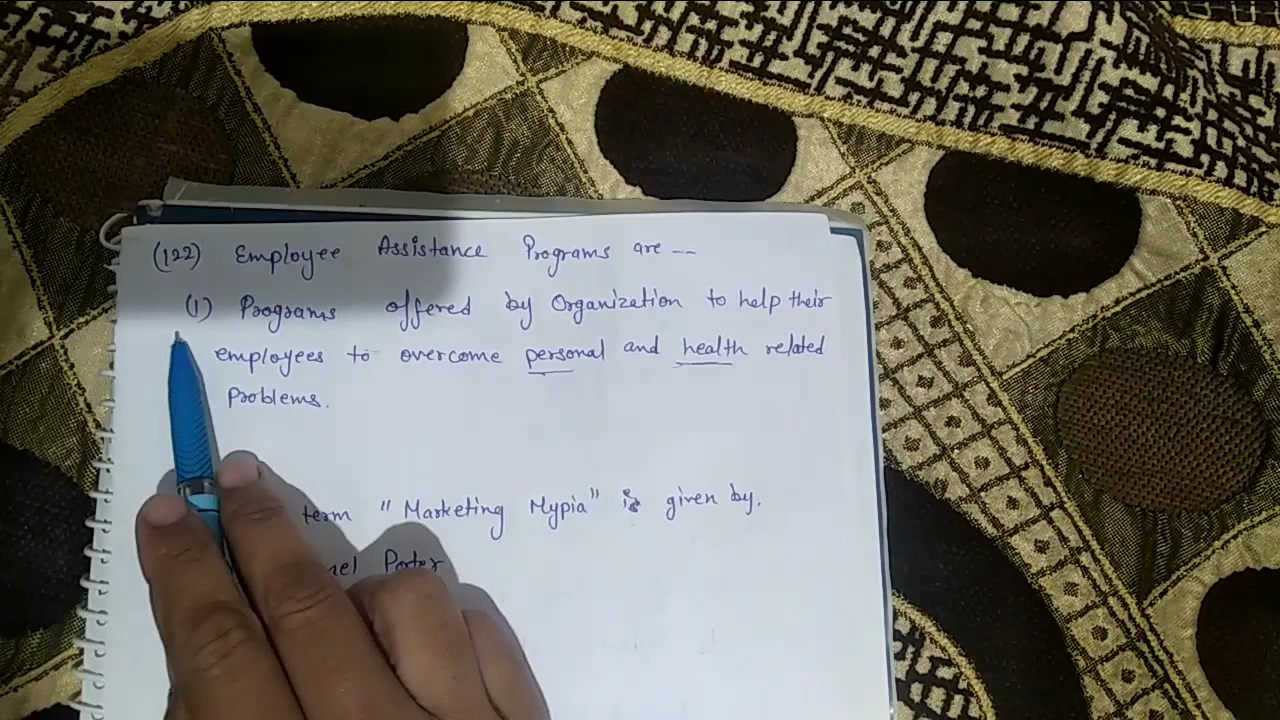 (122) Employee Assistance Programs are --
(1) Programs offered by Organization to help their
employees to overcome personal and health related
Problems.
term "Marketing Mypia" is given by.
Porter